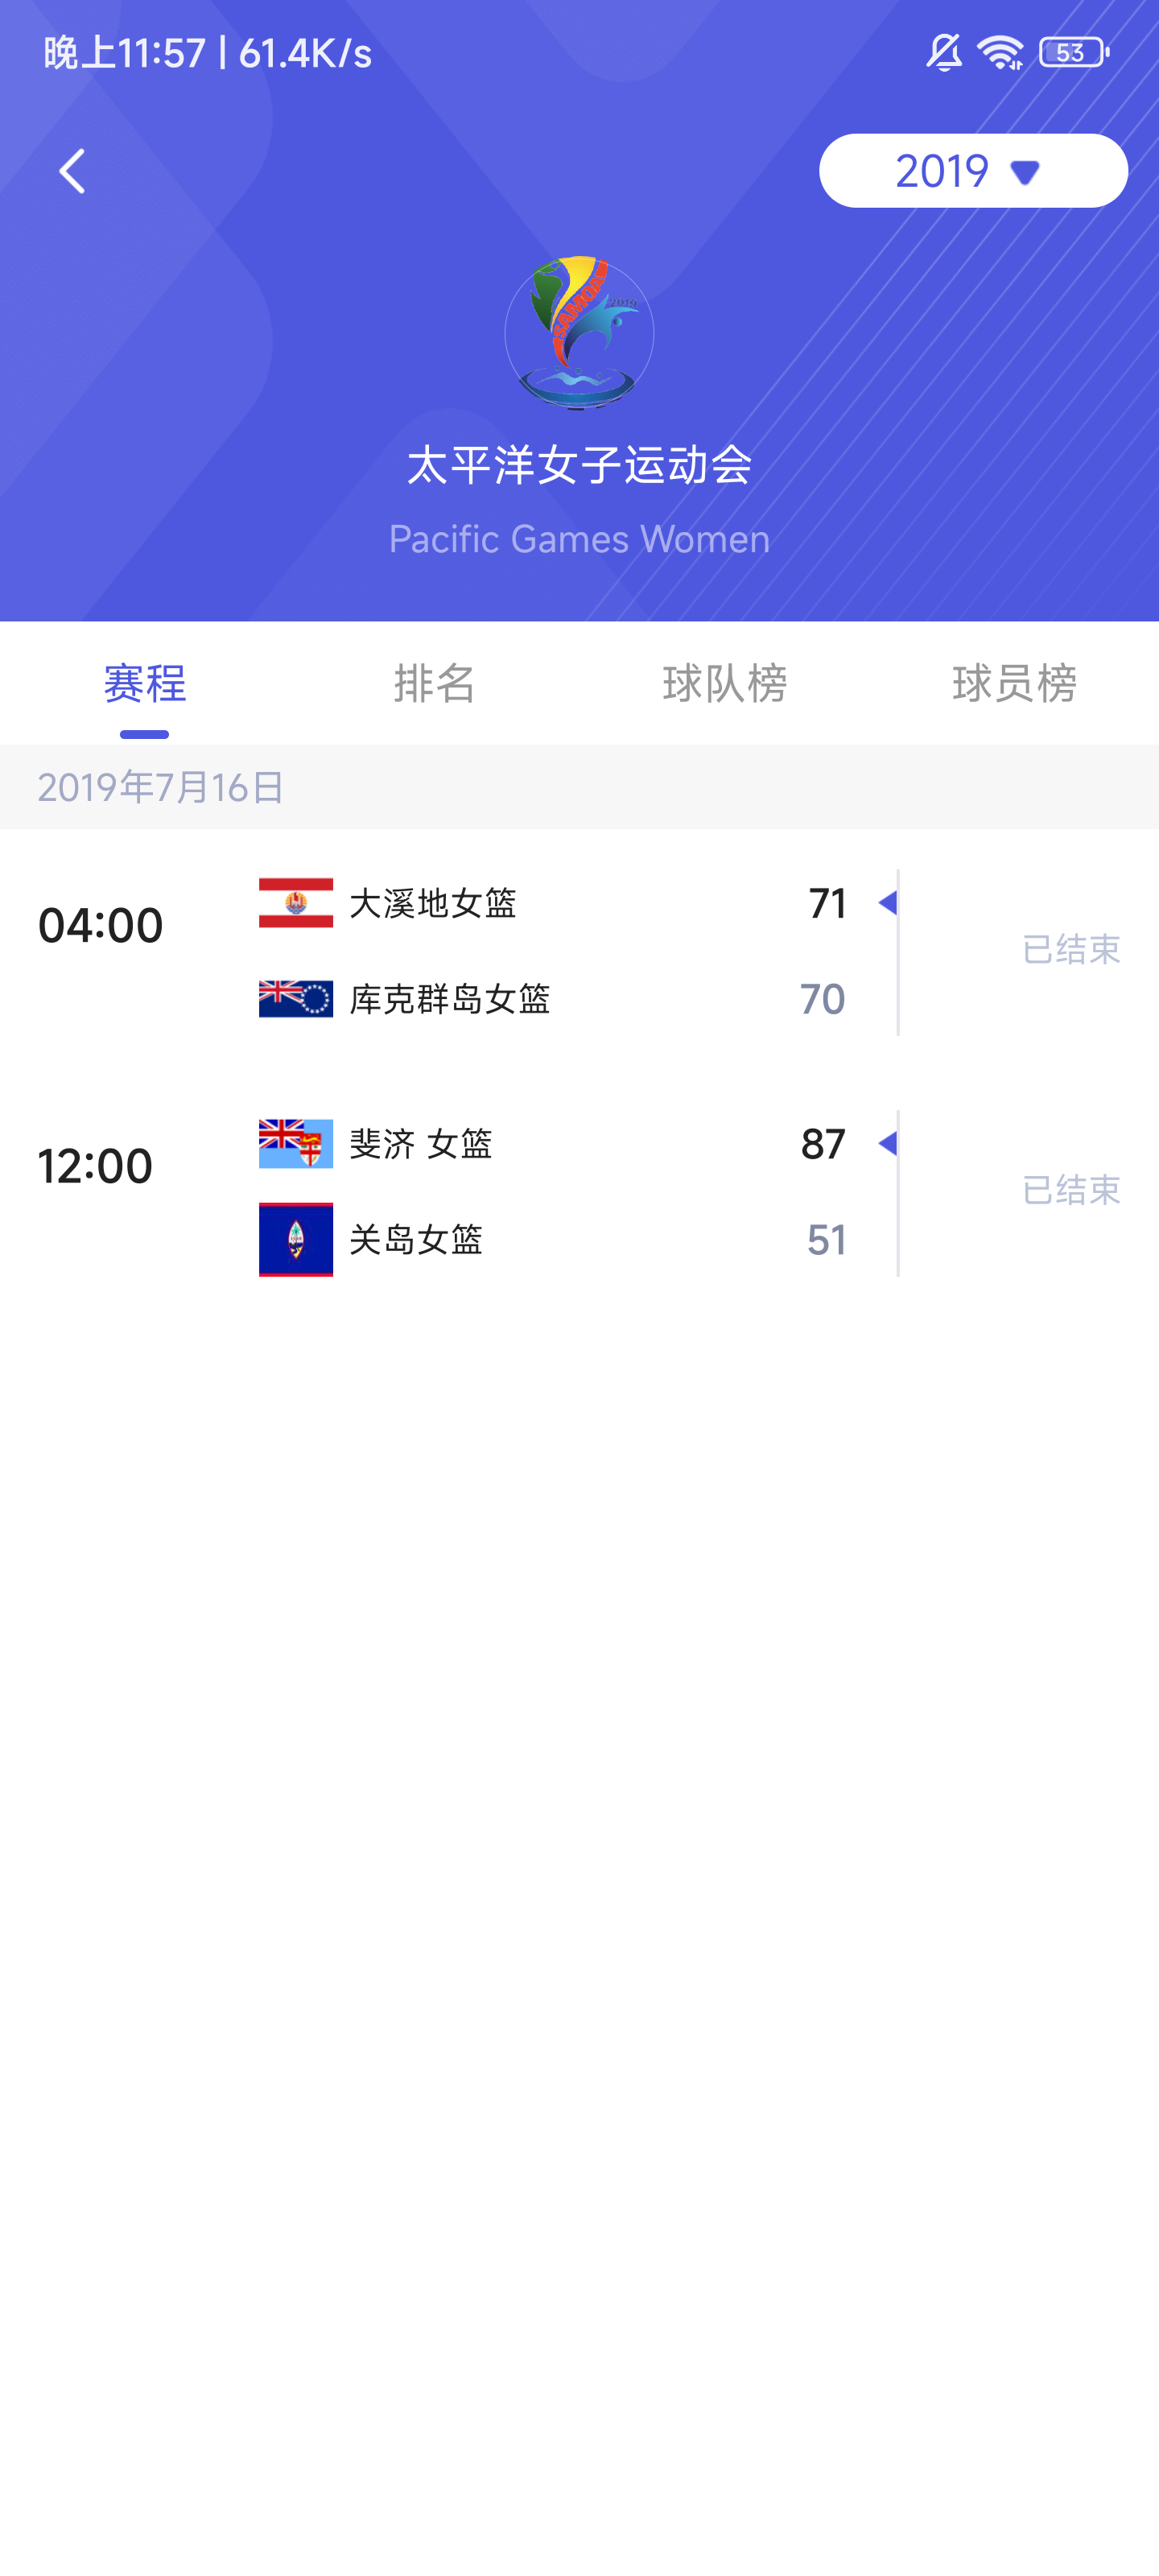 晚上11:57 | 61.4K/s
53
2019
SAMOA
2019
太平洋女子运动会
Pacific Games Women
赛程 排名 球队榜 球员榜
2019年7月16日
04:00
大溪地女篮 71
库克群岛女篮 70
已结束
12:00
斐济 女篮 87
关岛女篮 51
已结束